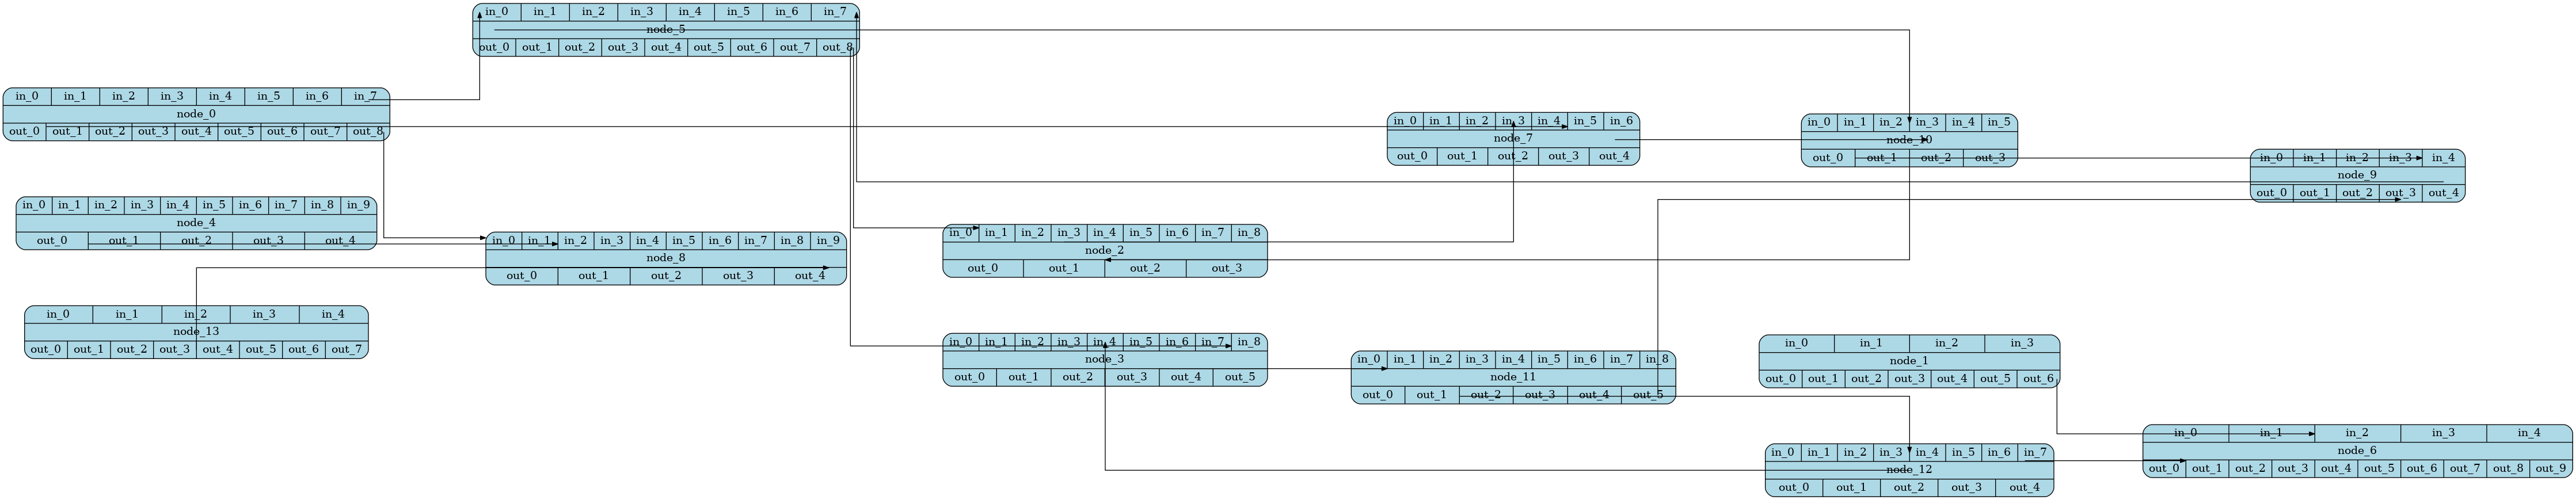 in_0 in_1 in_2 in_3 in_4 in_5 in_6 in_7
node_5
out_0 out_1 out_2 out_3 out_4 out_5 out_6 out_7 out_8
in_0 in_1 in_2 in_3 in_4 in_5 in_6 in_7
node_0
out_0 out_1 out_2 out_3 out_4 out_5 out_6 out_7 out_8
in_0 in_1 in_2 in_3 in_4 in_5 in_6
node_7
out_0 out_1 out_2 out_3 out_4
in_0 in_1 in_2 in_3 in_4 in_5
node_10
out_0 out_1 out_2 out_3
in_0 in_1 in_2 in_3 in_4
node_9
out_0 out_1 out_2 out_3 out_4
in_0 in_1 in_2 in_3 in_4 in_5 in_6 in_7 in_8 in_9
node_4
out_0 out_1 out_2 out_3 out_4
in_0 in_1 in_2 in_3 in_4 in_5 in_6 in_7 in_8 in_9
node_8
out_0 out_1 out_2 out_3 out_4
in_0 in_1 in_2 in_3 in_4 in_5 in_6 in_7 in_8
node_2
out_0 out_1 out_2 out_3
in_0 in_1 in_2 in_3 in_4
node_13
out_0 out_1 out_2 out_3 out_4 out_5 out_6 out_7
in_0 in_1 in_2 in_3 in_4 in_5 in_6 in_7 in_8
node_3
out_0 out_1 out_2 out_3 out_4 out_5
in_0 in_1 in_2 in_3 in_4 in_5 in_6 in_7 in_8
node_11
out_0 out_1 out_2 out_3 out_4 out_5
in_0 in_1 in_2 in_3
node_1
out_0 out_1 out_2 out_3 out_4 out_5 out_6
in_0 in_1 in_2 in_3 in_4 in_5 in_6 in_7
node_12
out_0 out_1 out_2 out_3 out_4
in_0 in_1 in_2 in_3 in_4
node_6
out_0 out_1 out_2 out_3 out_4 out_5 out_6 out_7 out_8 out_9